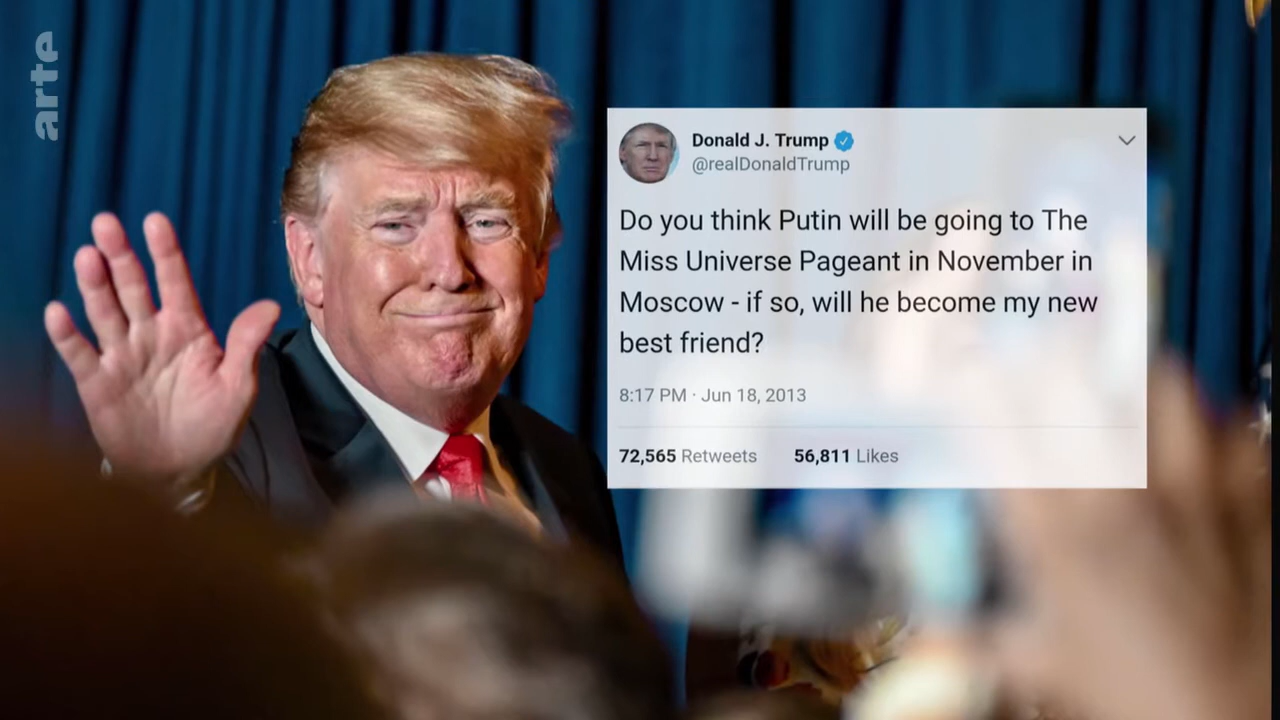 arte
Donald J. Trump
@realDonaldTrump
Do you think Putin will be going to The
Miss Universe Pageant in November in
Moscow - if so, will he become my new
best friend?
8:17 PM · Jun 18, 2013
72,565 Retweets 56,811 Likes